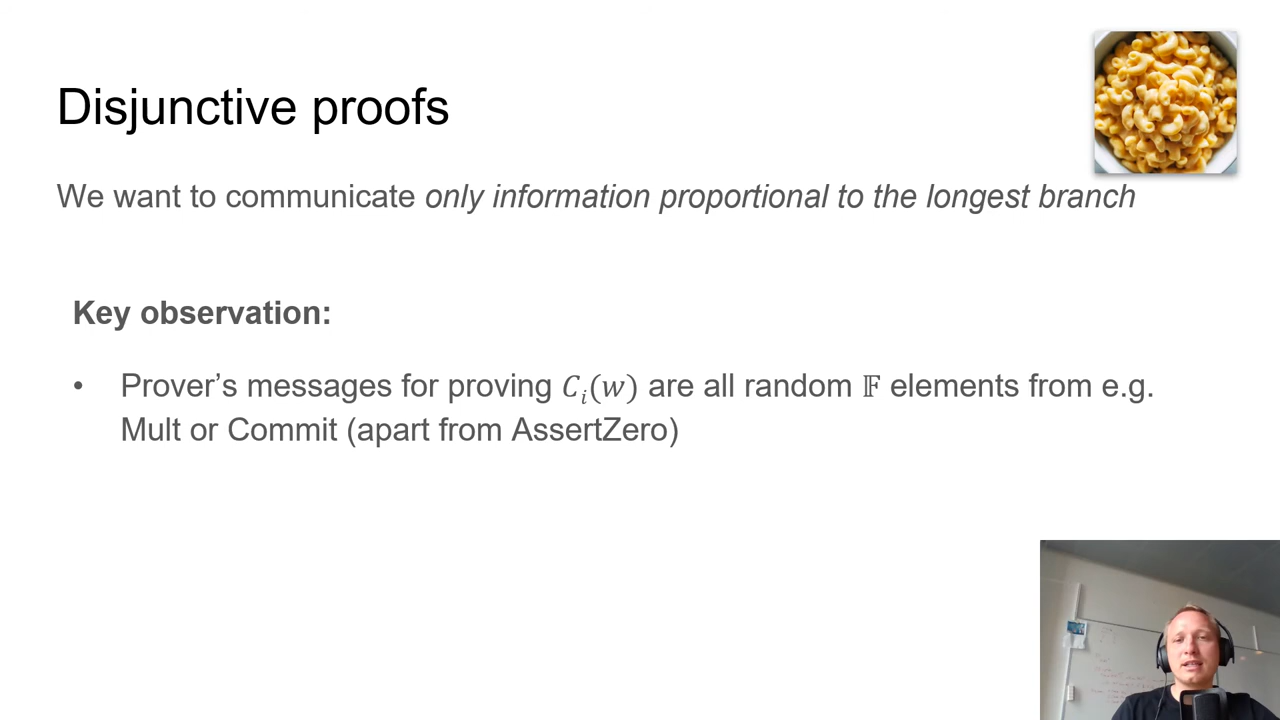 Disjunctive proofs
We want to communicate only information proportional to the longest branch
Key observation:
• Prover’s messages for proving 𝐶ᵢ(𝑤) are all random 𝔽 elements from e.g.
Mult or Commit (apart from AssertZero)